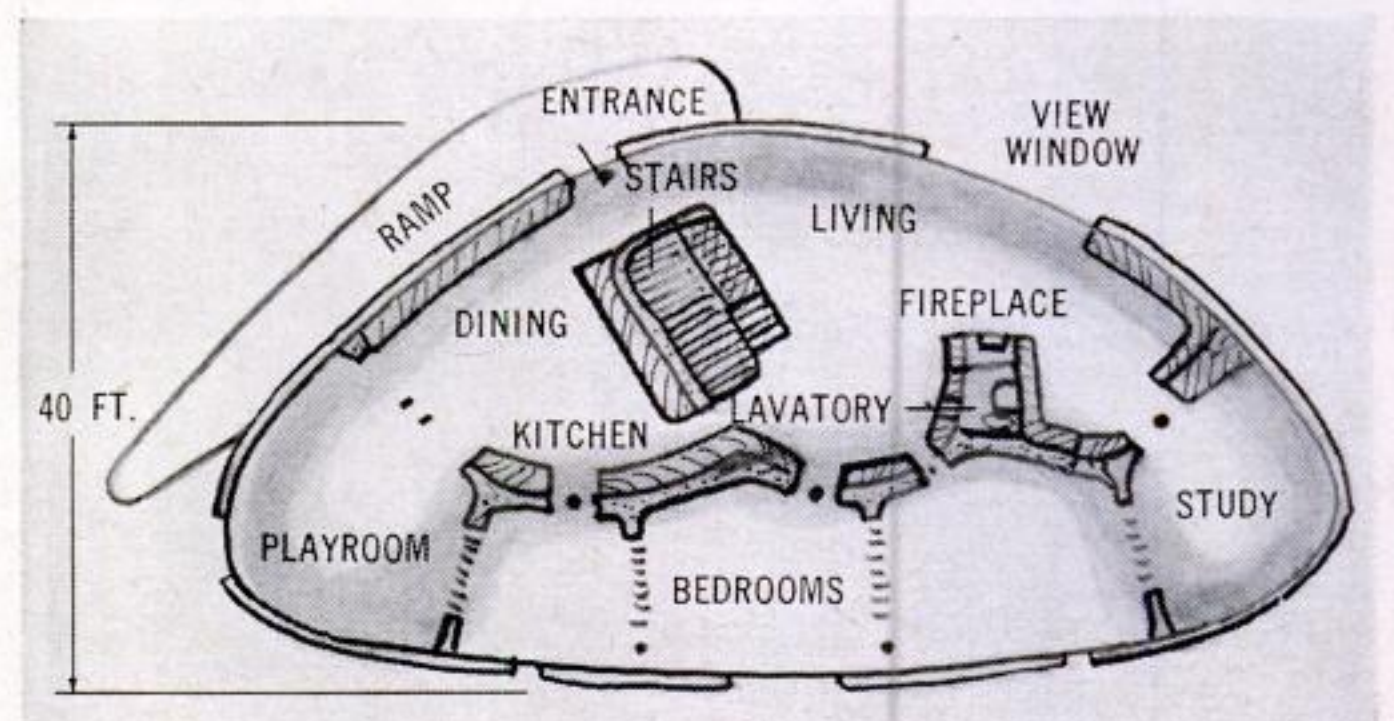 ENTRANCE
VIEW
WINDOW
STAIRS
RAMP
LIVING
FIREPLACE
DINING
40 FT.
LAVATORY
KITCHEN
STUDY
PLAYROOM
BEDROOMS